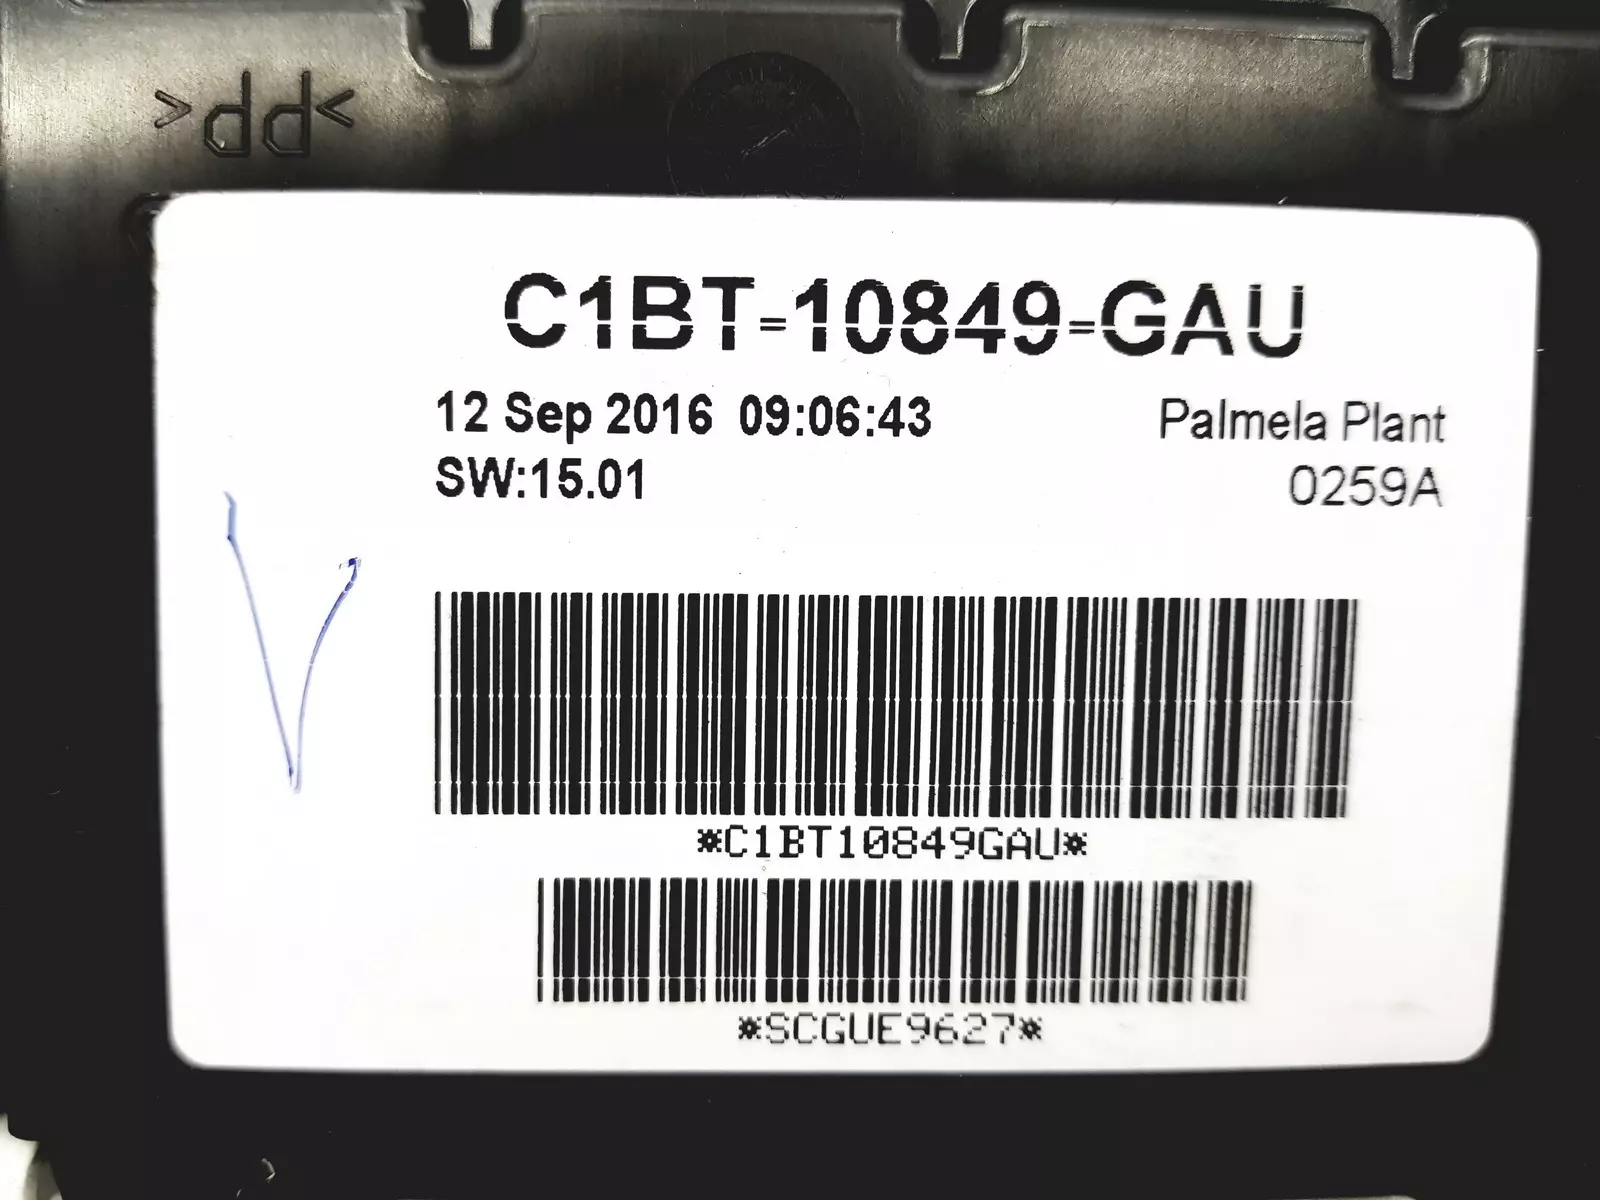 >PP<
C1BT-10849-GAU
12 Sep 2016 09:06:43 Palmela Plant
SW:15.01 0259A
*C1BT10849GAU*
*SCGUE9627*